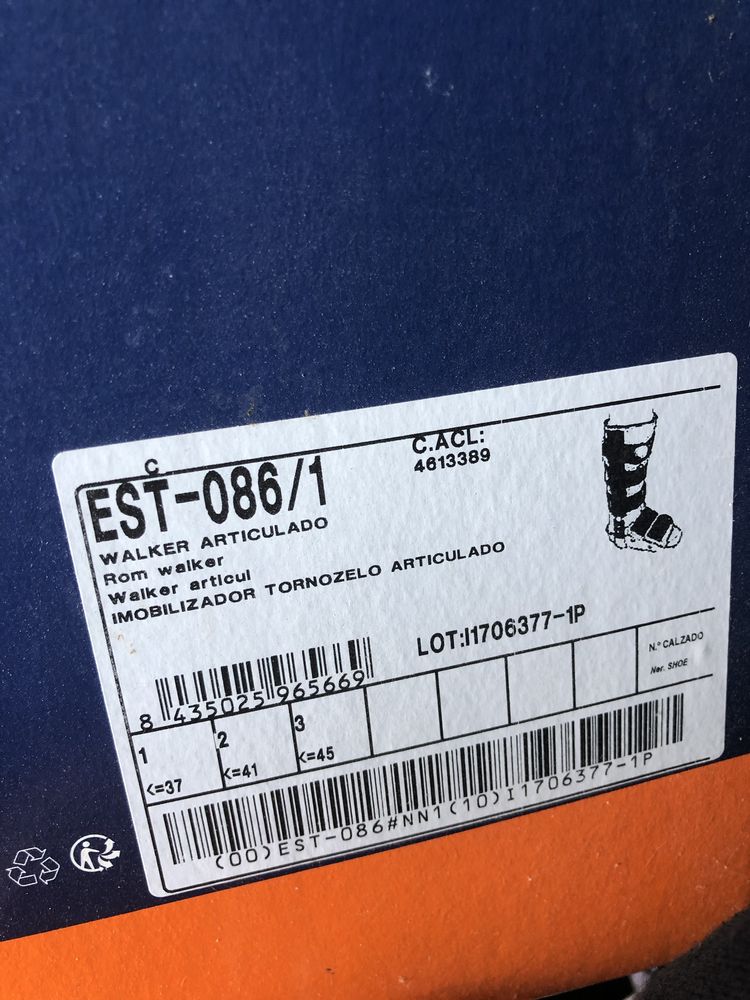 C
EST-086/1
C.ACL:
4613389
WALKER ARTICULADO
Rom walker
Walker articul
IMOBILIZADOR TORNOZELO ARTICULADO
LOT:I1706377-1P
8 435025 965669
N.º CALZADO
Ner. SHOE
1 2 3
<=37 <=41 <=45
(00)EST-086#NN1(10)I1706377-1P